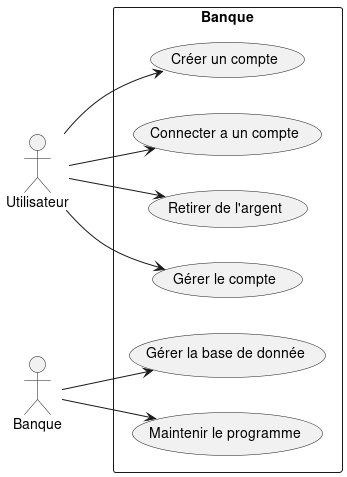 Banque
Créer un compte
Connecter a un compte
Utilisateur
Retirer de l'argent
Gérer le compte
Gérer la base de donnée
Banque
Maintenir le programme